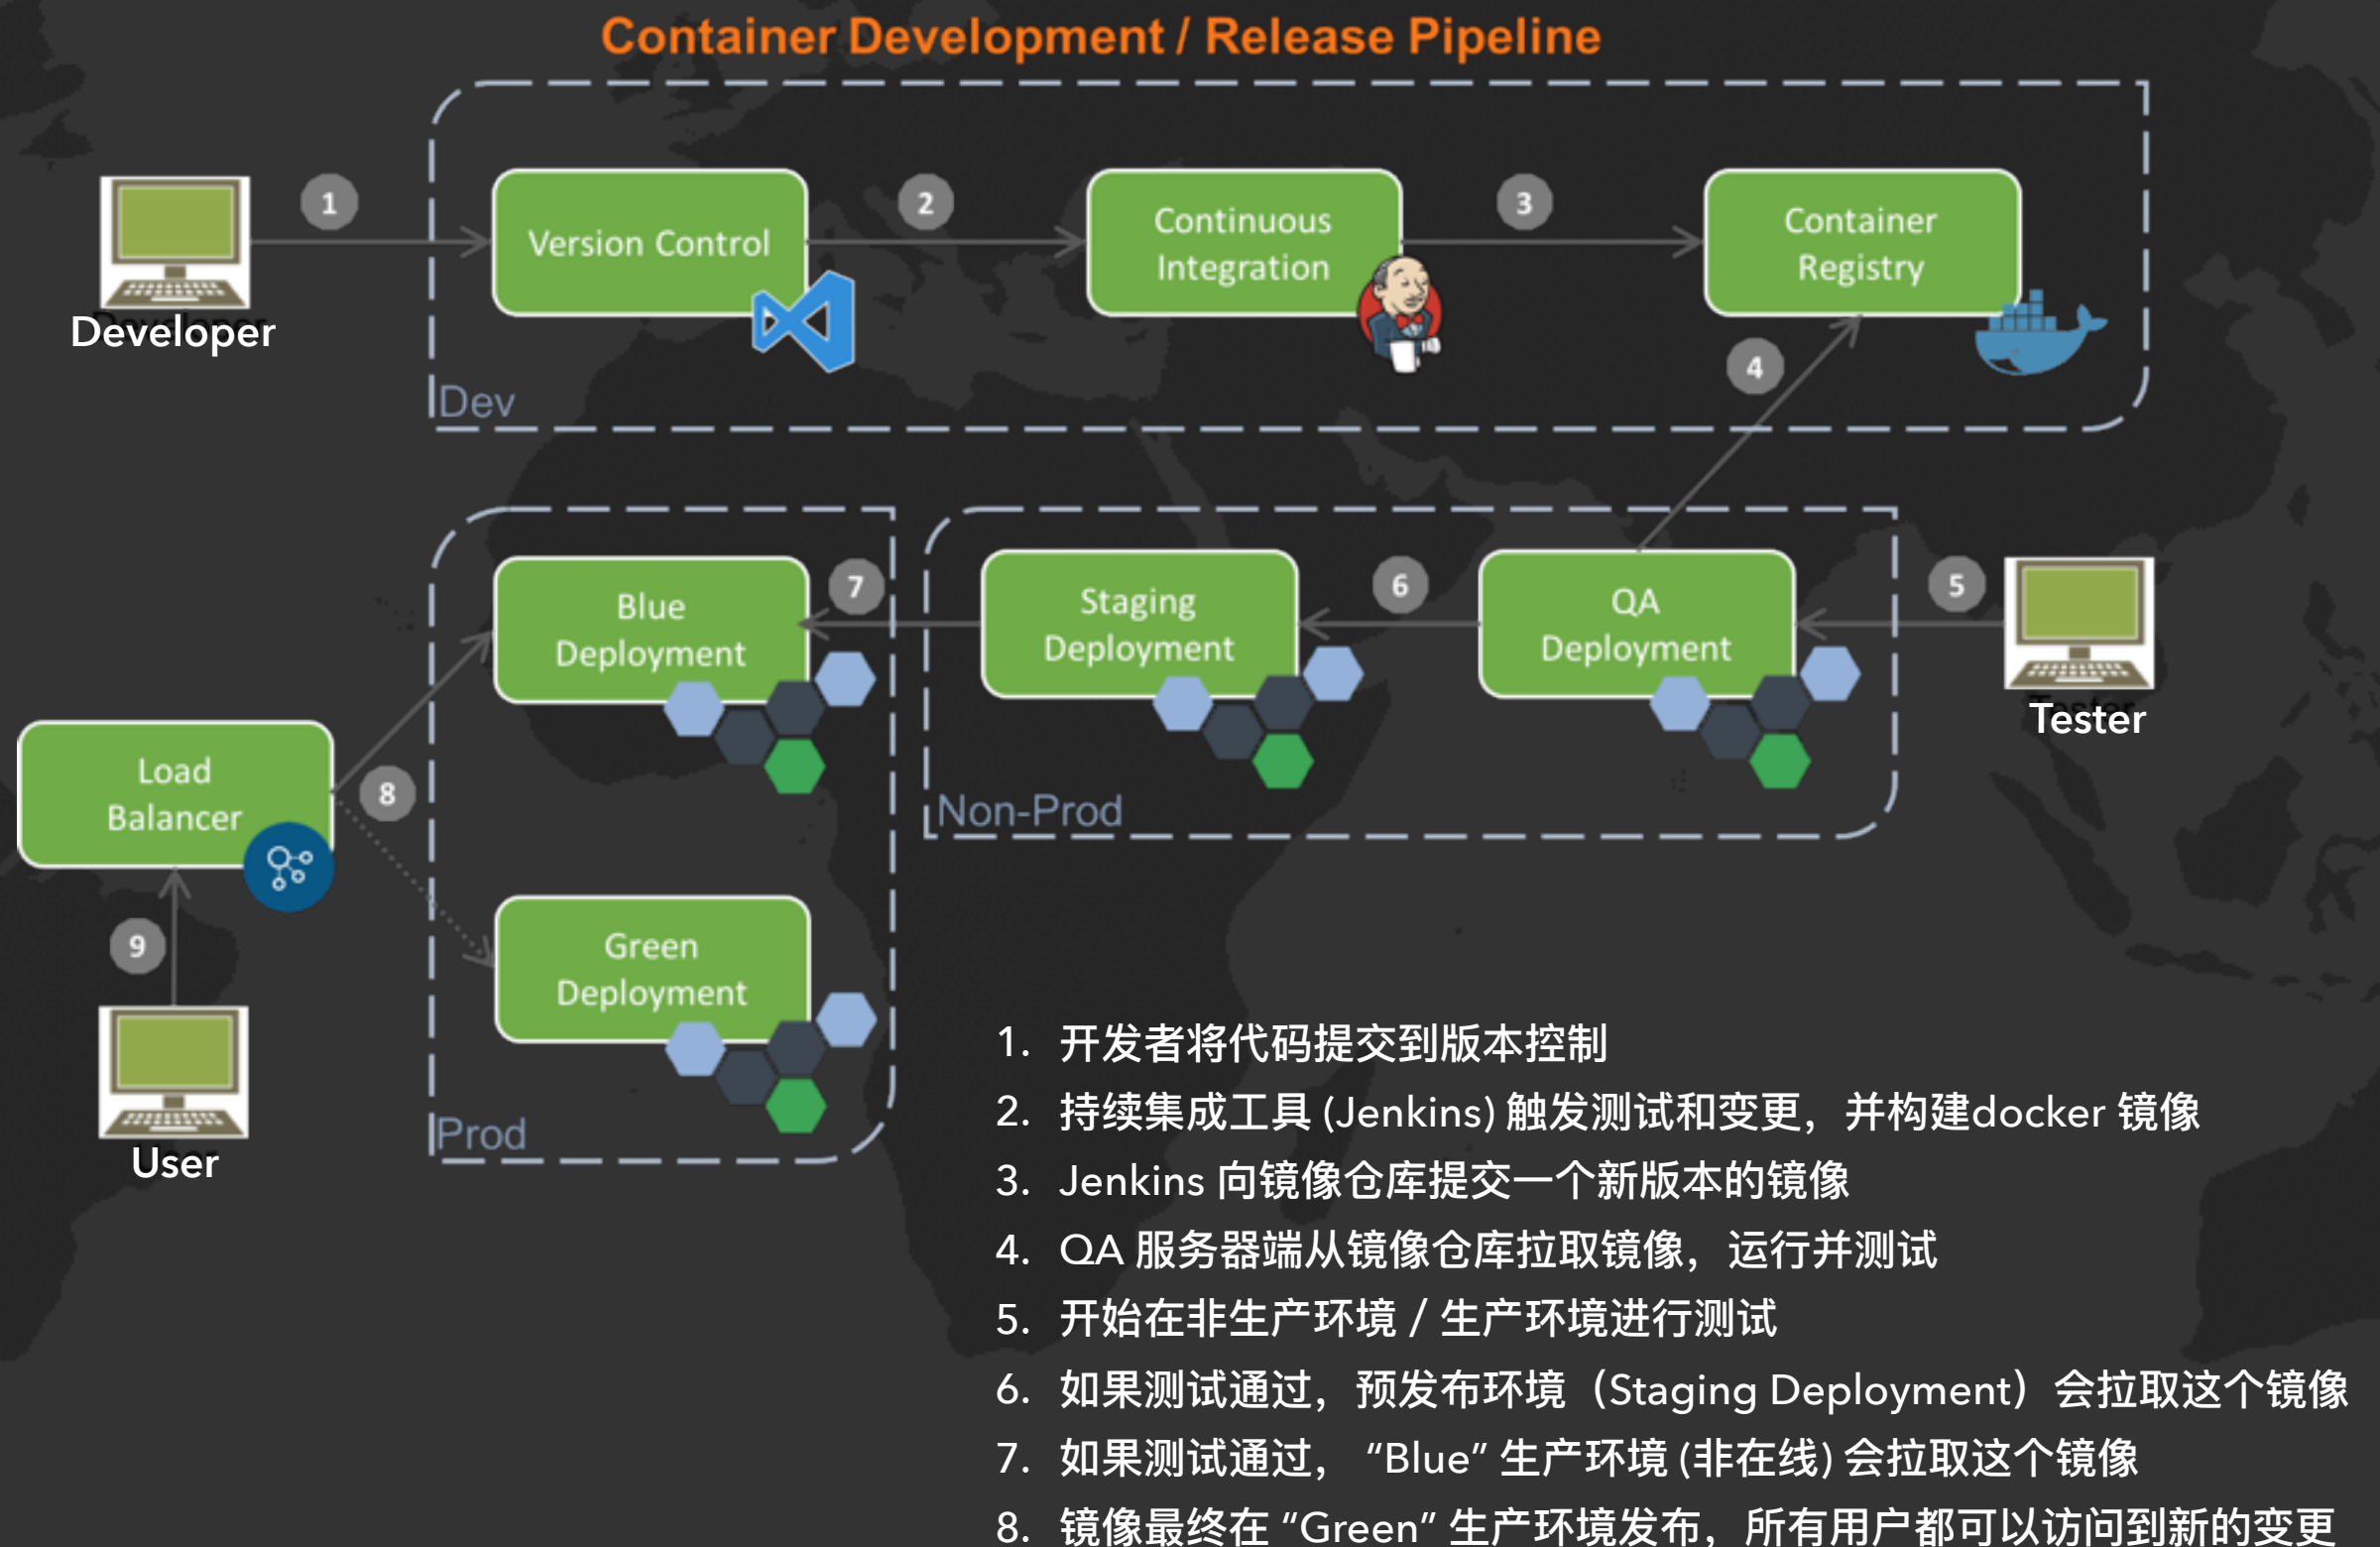 Container Development / Release Pipeline
1
2
3
Version Control
Continuous
Integration
Container
Registry
Developer
4
Dev
Blue
Deployment
7
Staging
Deployment
6
QA
Deployment
5
Tester
Load
Balancer
8
Non-Prod
9
Green
Deployment
Prod
User
1. 开发者将代码提交到版本控制
2. 持续集成工具 (Jenkins) 触发测试和变更，并构建docker 镜像
3. Jenkins 向镜像仓库提交一个新版本的镜像
4. QA 服务器端从镜像仓库拉取镜像，运行并测试
5. 开始在非生产环境 / 生产环境进行测试
6. 如果测试通过，预发布环境（Staging Deployment）会拉取这个镜像
7. 如果测试通过， “Blue” 生产环境 (非在线) 会拉取这个镜像
8. 镜像最终在 “Green” 生产环境发布，所有用户都可以访问到新的变更